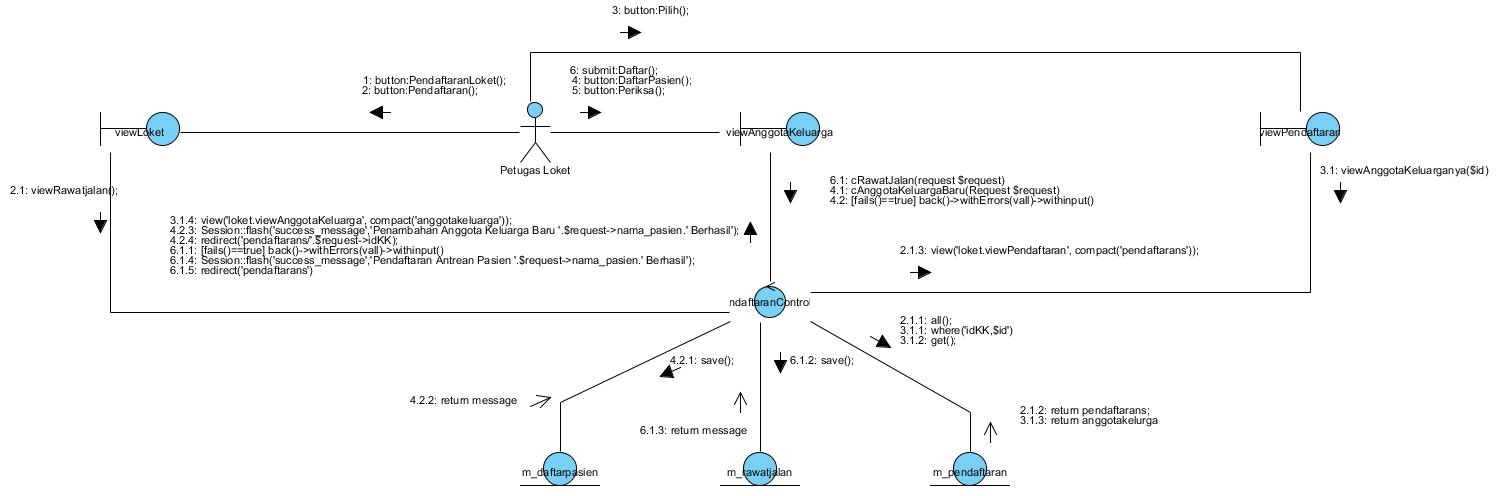 3: button:Pilih();
1: button:PendaftaranLoket();
2: button:Pendaftaran();
6: submit:Daftar();
4: button:DaftarPasien();
5: button:Periksa();
viewLoket
Petugas Loket
viewAnggotaKeluarga
viewPendaftaran
2.1: viewRawatjalan();
3.1: viewAnggotaKeluarganya($id)
6.1: cRawatJalan(request $request)
4.1: cAnggotaKeluargaBaru(Request $request)
4.2: [fails()==true] back()->withErrors(vall)->withinput()
3.1.4: view('loket.viewAnggotaKeluarga', compact('anggotakeluarga'));
4.2.3: Session::flash('success_message','Penambahan Anggota Keluarga Baru '.$request->nama_pasien.' Berhasil');
4.2.4: redirect('pendaftars/'.$request->idKK);
6.1.1: [fails()==true] back()->withErrors(vall)->withinput()
6.1.4: Session::flash('success_message','Pendaftaran Antrean Pasien '.$request->nama_pasien.' Berhasil');
6.1.5: redirect('pendaftarans')
2.1.3: view('loket.viewPendaftaran', compact('pendaftarans'));
ndaftaranControl
2.1.1: all();
3.1.1: where('idKK,$id')
3.1.2: get();
4.2.1: save();
6.1.2: save();
4.2.2: return message
6.1.3: return message
2.1.2: return pendaftarans;
3.1.3: return anggotakelurga
m_daftarpasien
m_rawatjalan
m_pendaftaran